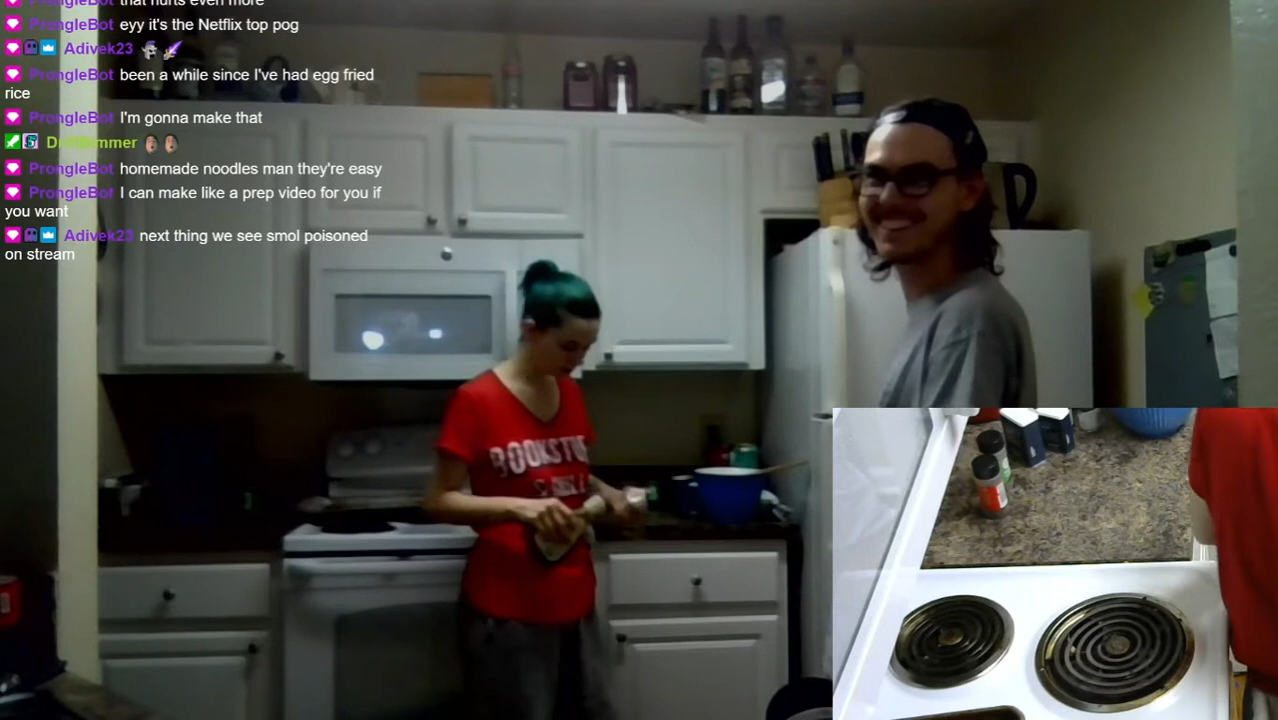 ProngleBot that hurts even more
ProngleBot eyy it's the Netflix top pog
Adivek23
ProngleBot been a while since I've had egg fried
rice
ProngleBot I'm gonna make that
ProngleBot homemade noodles man they're easy
ProngleBot I can make like a prep video for you if
you want
Adivek23 next thing we see smol poisoned
on stream